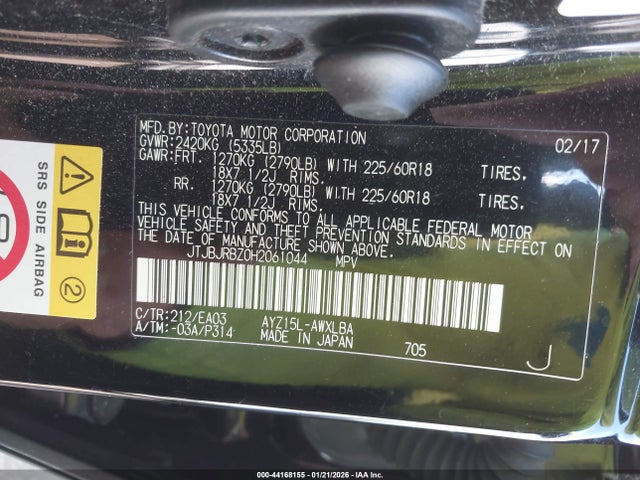 MFD.BY:TOYOTA MOTOR CORPORATION 02/17
GVWR:2420KG (5335LB)
GAWR:FRT. 1270KG (2790LB) WITH 225/60R18 TIRES.
18X7 1/2J RIMS.
RR. 1270KG (2790LB) WITH 225/60R18 TIRES.
18X7 1/2J RIMS.
THIS VEHICLE CONFORMS TO ALL APPLICABLE FEDERAL MOTOR
VEHICLE SAFETY AND THEFT PREVENTION STANDARDS IN EFFECT ON
THE DATE OF MANUFACTURE SHOWN ABOVE.
JTJBJRBZ0H2061044 MPV
C/TR:212/EA03 AYZ15L-AWXLBA
A/TM:-03A/P314 MADE IN JAPAN 705 J
SRS SIDE AIRBAG
2
000-44168155 - 01/21/2026 - IAA Inc.